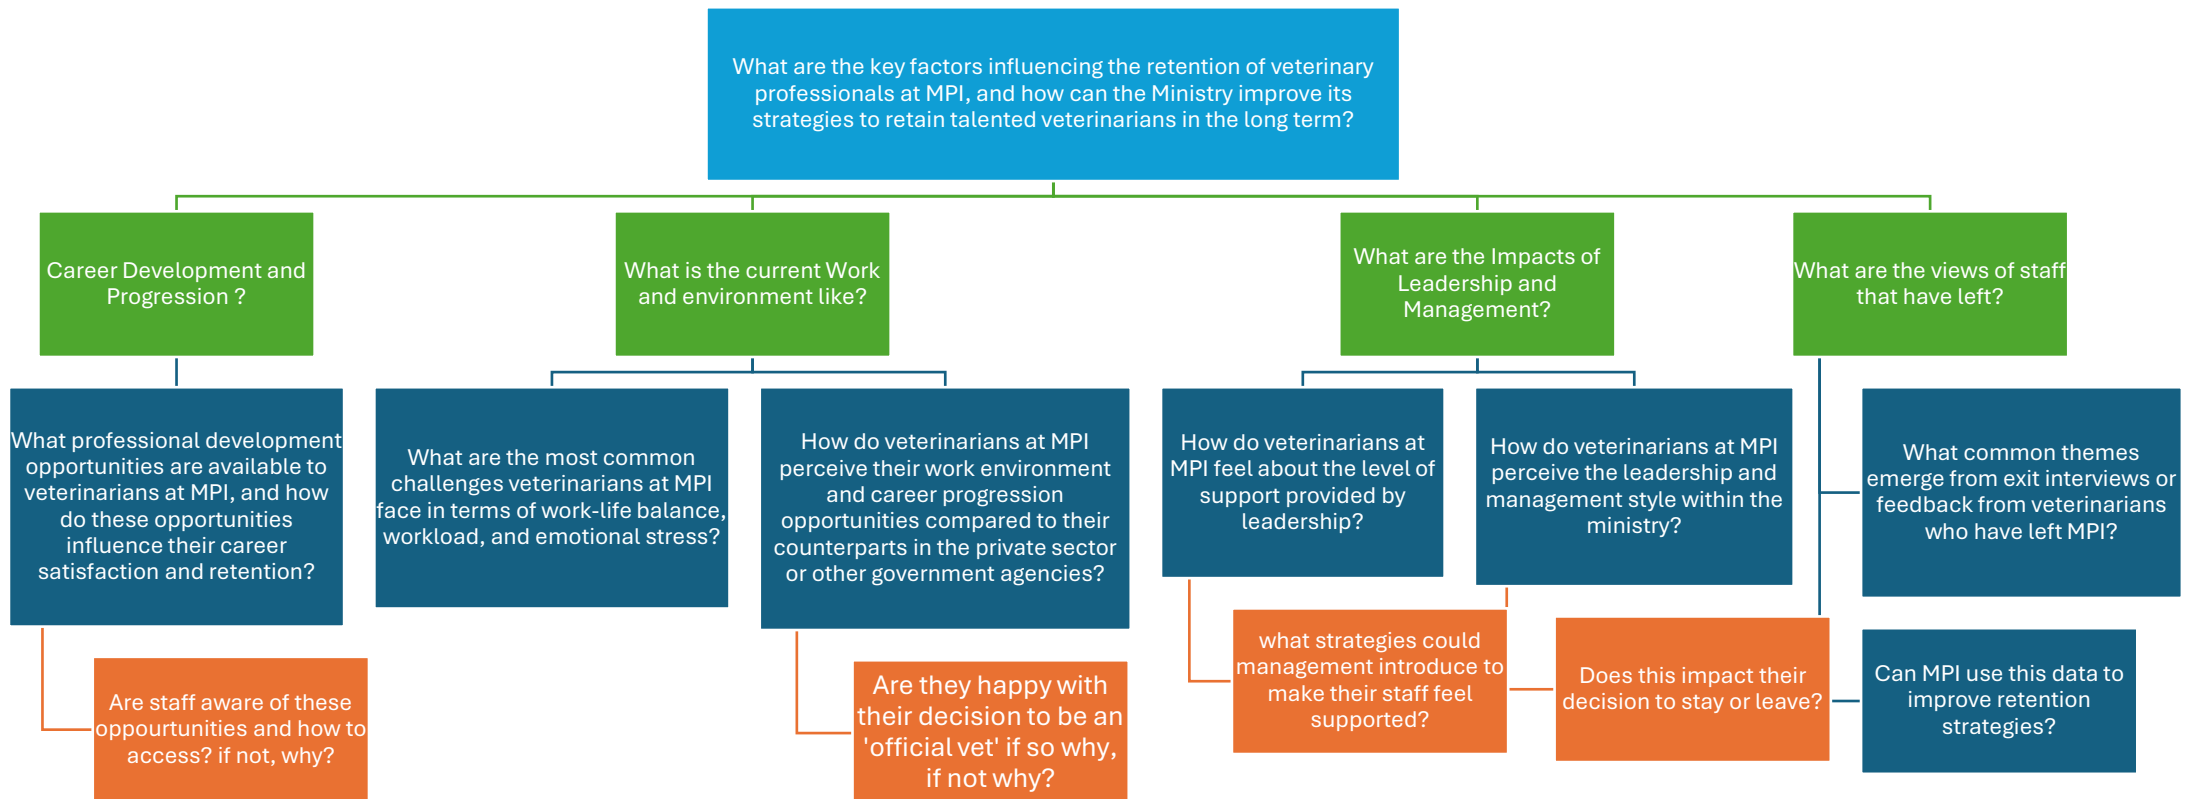 What are the key factors influencing the retention of veterinary
professionals at MPI, and how can the Ministry improve its
strategies to retain talented veterinarians in the long term?
Career Development and
Progression ?
What is the current Work
and environment like?
What are the Impacts of
Leadership and
Management?
What are the views of staff
that have left?
What professional development
opportunities are available to
veterinarians at MPI, and how
do these opportunities
influence their career
satisfaction and retention?
What are the most common
challenges veterinarians at MPI
face in terms of work-life balance,
workload, and emotional stress?
How do veterinarians at MPI
perceive their work environment
and career progression
opportunities compared to their
counterparts in the private sector
or other government agencies?
How do veterinarians at
MPI feel about the level of
support provided by
leadership?
How do veterinarians at MPI
perceive the leadership and
management style within the
ministry?
What common themes
emerge from exit interviews or
feedback from veterinarians
who have left MPI?
Are staff aware of these
oppourtunities and how to
access? if not, why?
Are they happy with
their decision to be an
'official vet' if so why,
if not why?
what strategies could
management introduce to
make their staff feel
supported?
Does this impact their
decision to stay or leave?
Can MPI use this data to
improve retention
strategies?